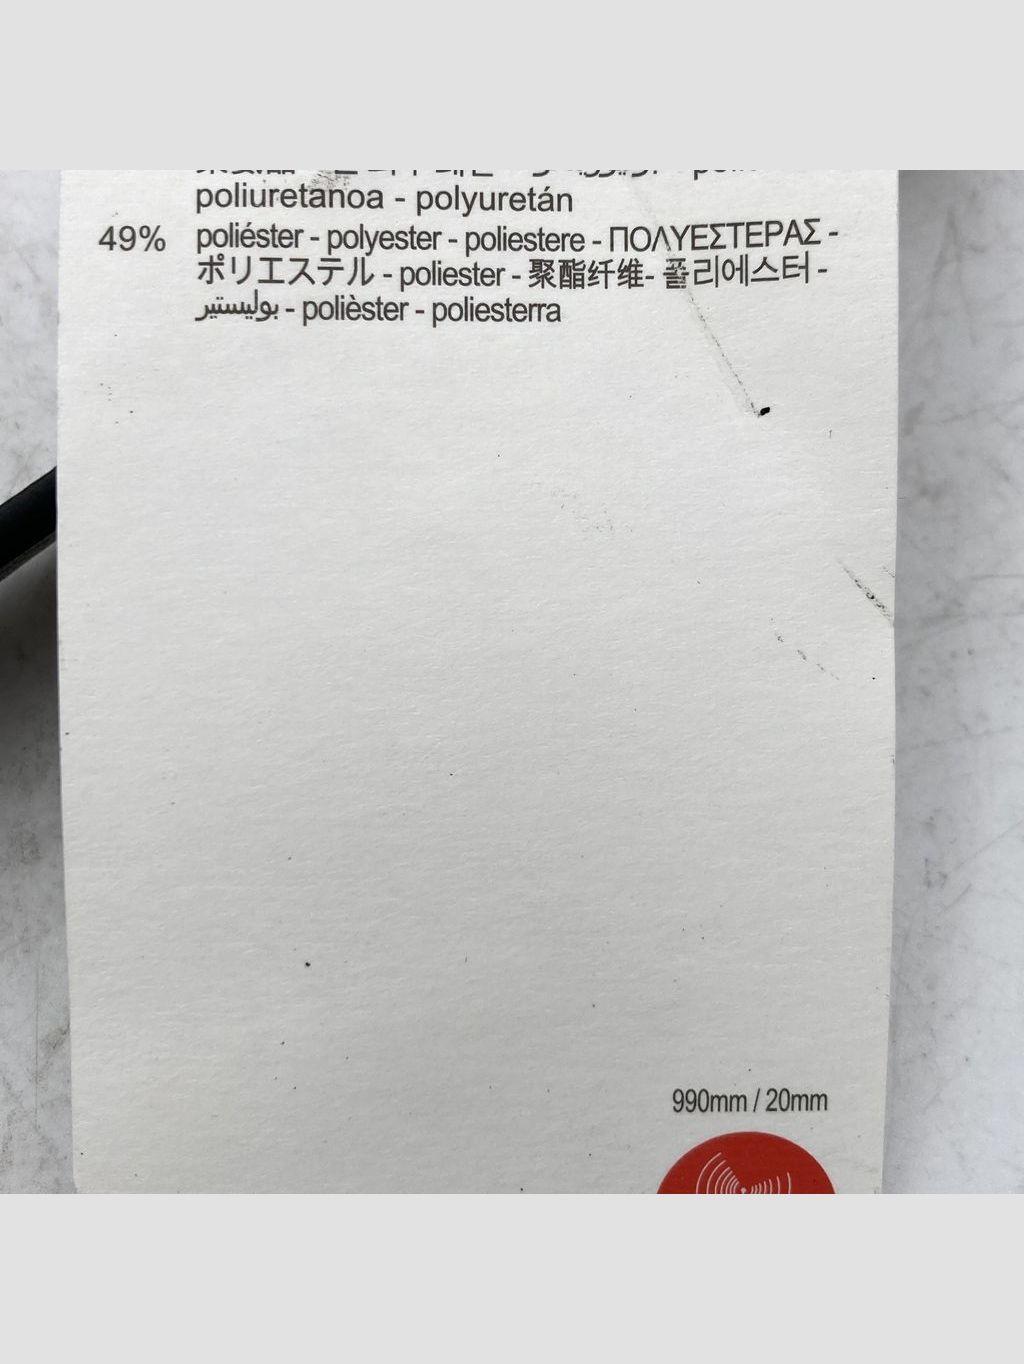 poliuretanoa - polyuretán
49% poliéster - polyester - poliestere - ΠΟΛΥΕΣΤΕΡΑΣ -
ポリエステル - poliester - 聚酯纤维- 폴리에스터 -
بوليستير - polièster - poliesterra
990mm / 20mm